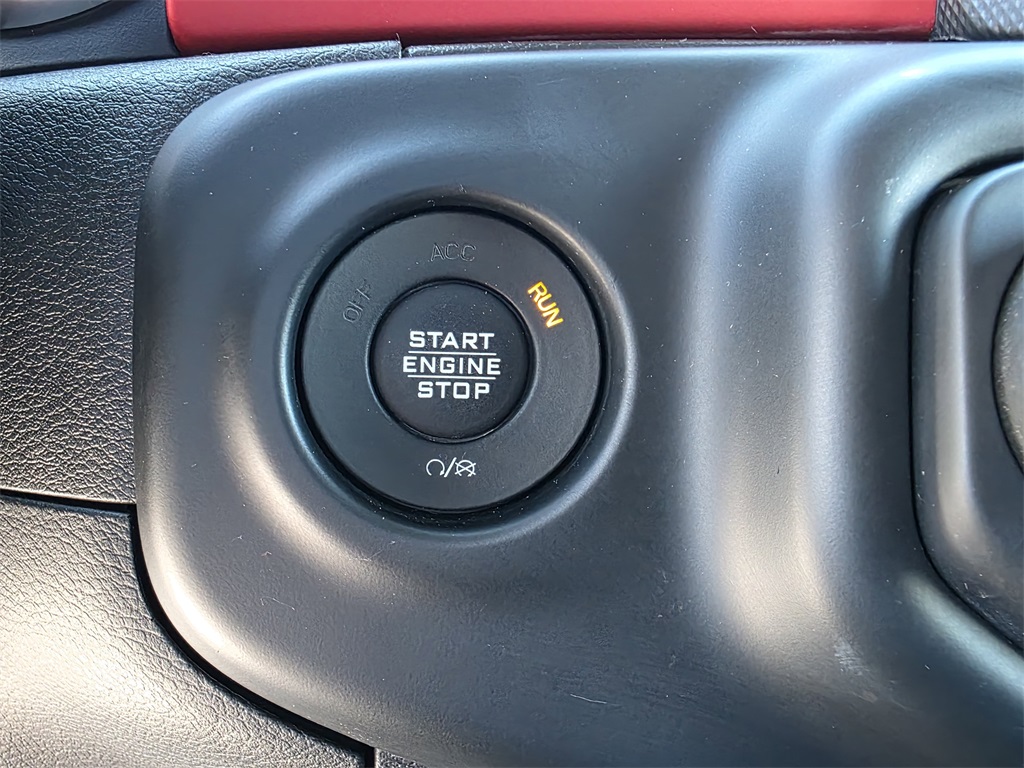 ACC
OFF
RUN
START
ENGINE
STOP